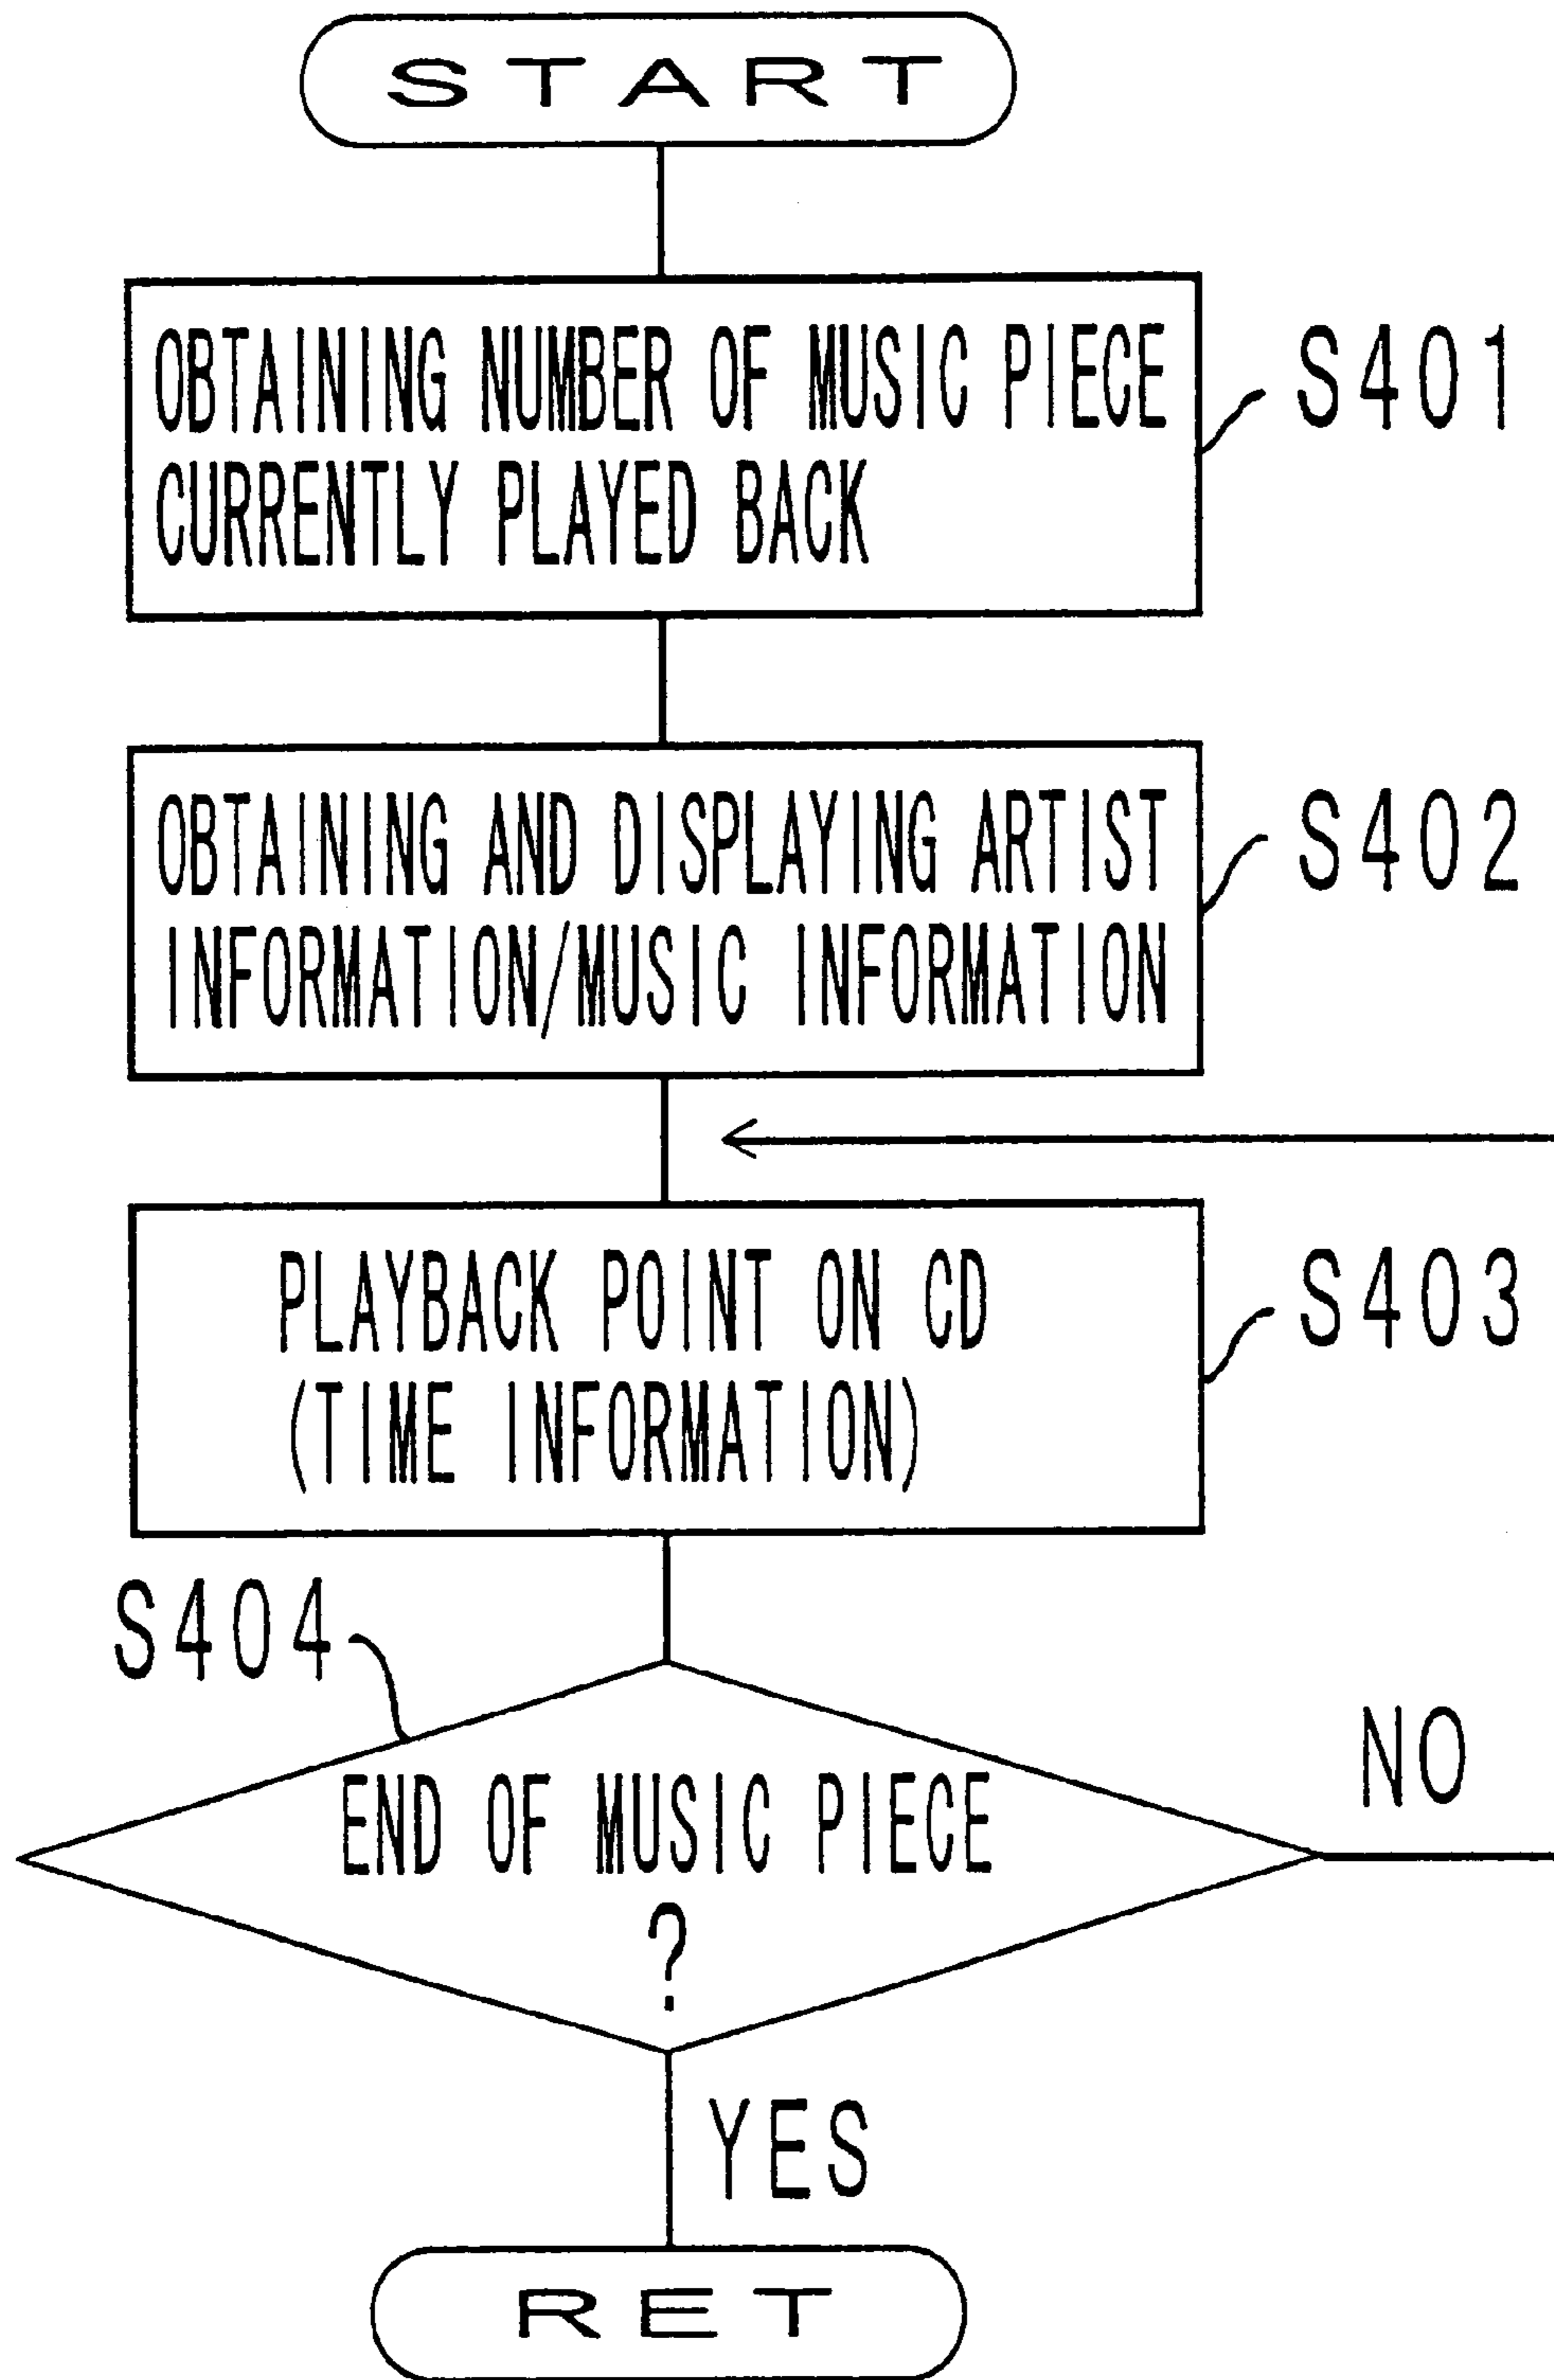 START
OBTAINING NUMBER OF MUSIC PIECE
CURRENTLY PLAYED BACK
S401
OBTAINING AND DISPLAYING ARTIST
INFORMATION/MUSIC INFORMATION
S402
PLAYBACK POINT ON CD
(TIME INFORMATION)
S403
S404
END OF MUSIC PIECE
?
NO
YES
RET